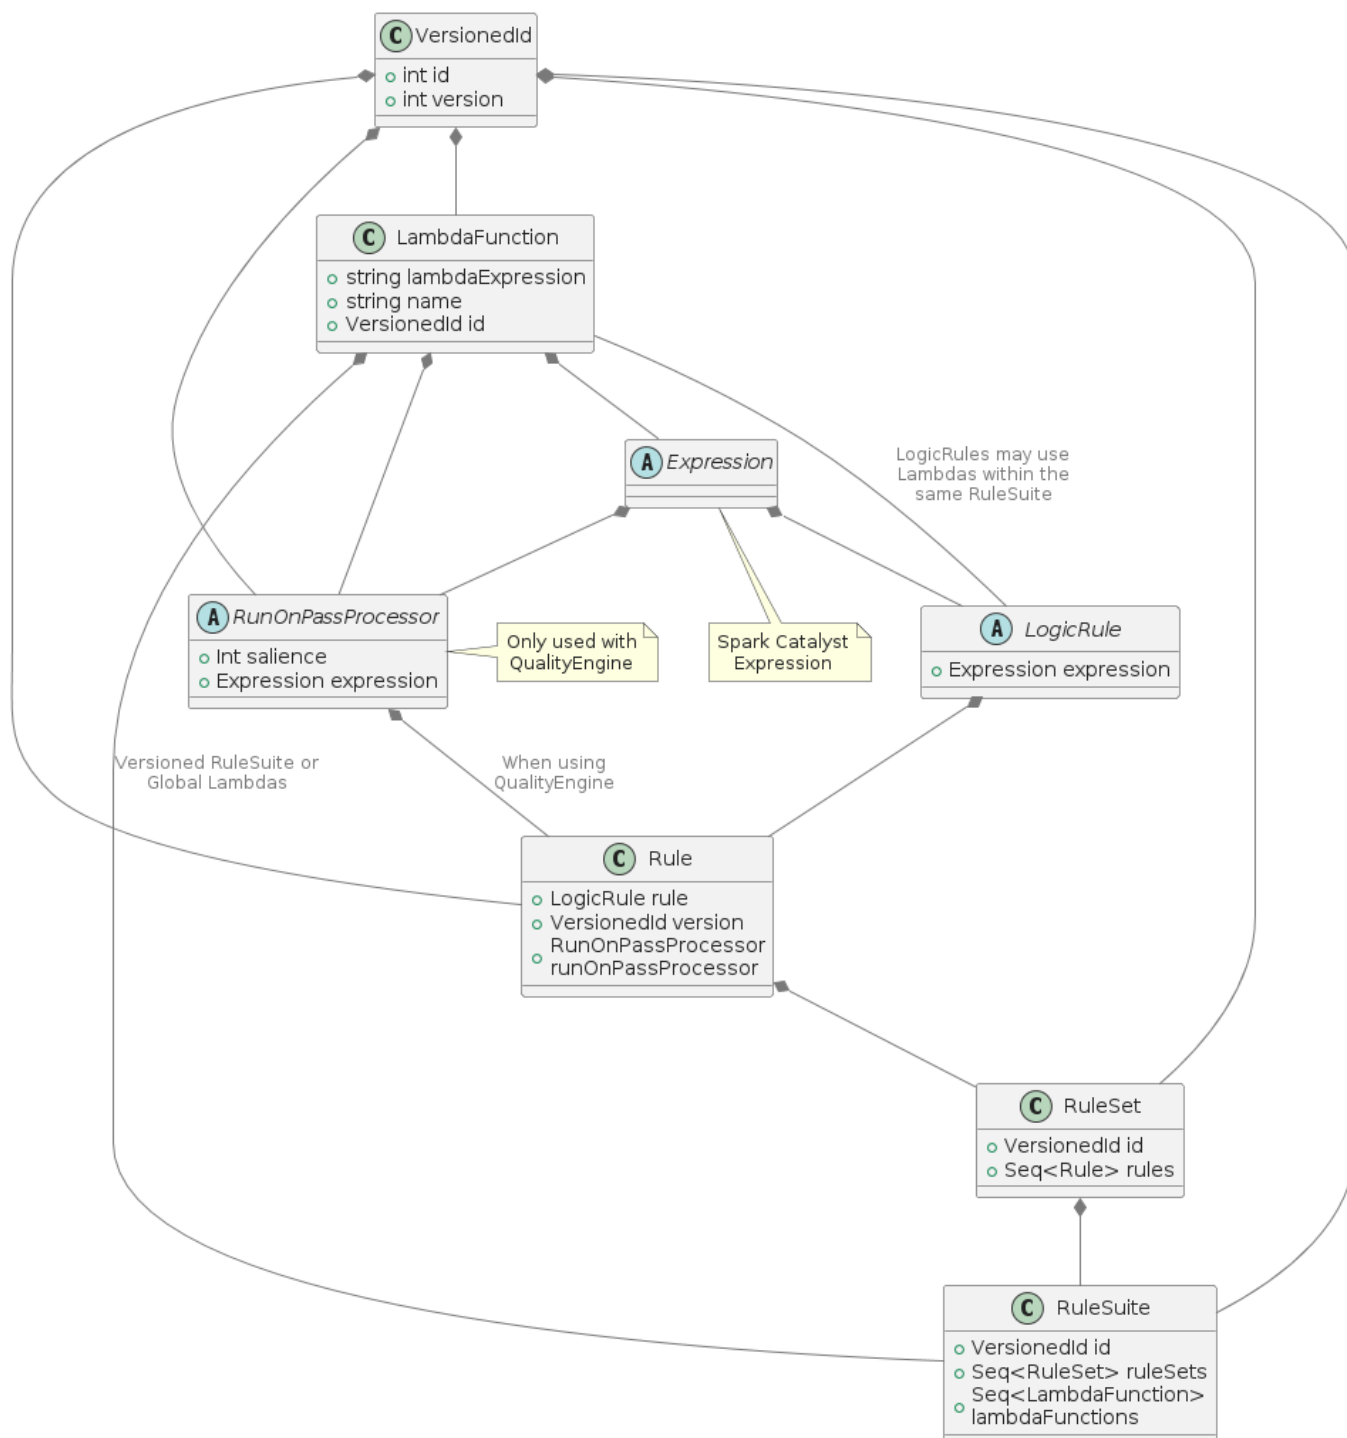 C VersionedId
int id
int version
C LambdaFunction
string lambdaExpression
string name
VersionedId id
A Expression
LogicRules may use
Lambdas within the
same RuleSuite
A RunOnPassProcessor
Int salience
Expression expression
Only used with
QualityEngine
Spark Catalyst
Expression
A LogicRule
Expression expression
Versioned RuleSuite or
Global Lambdas
When using
QualityEngine
C Rule
LogicRule rule
VersionedId version
RunOnPassProcessor
runOnPassProcessor
C RuleSet
VersionedId id
Seq<Rule> rules
C RuleSuite
VersionedId id
Seq<RuleSet> ruleSets
Seq<LambdaFunction>
lambdaFunctions